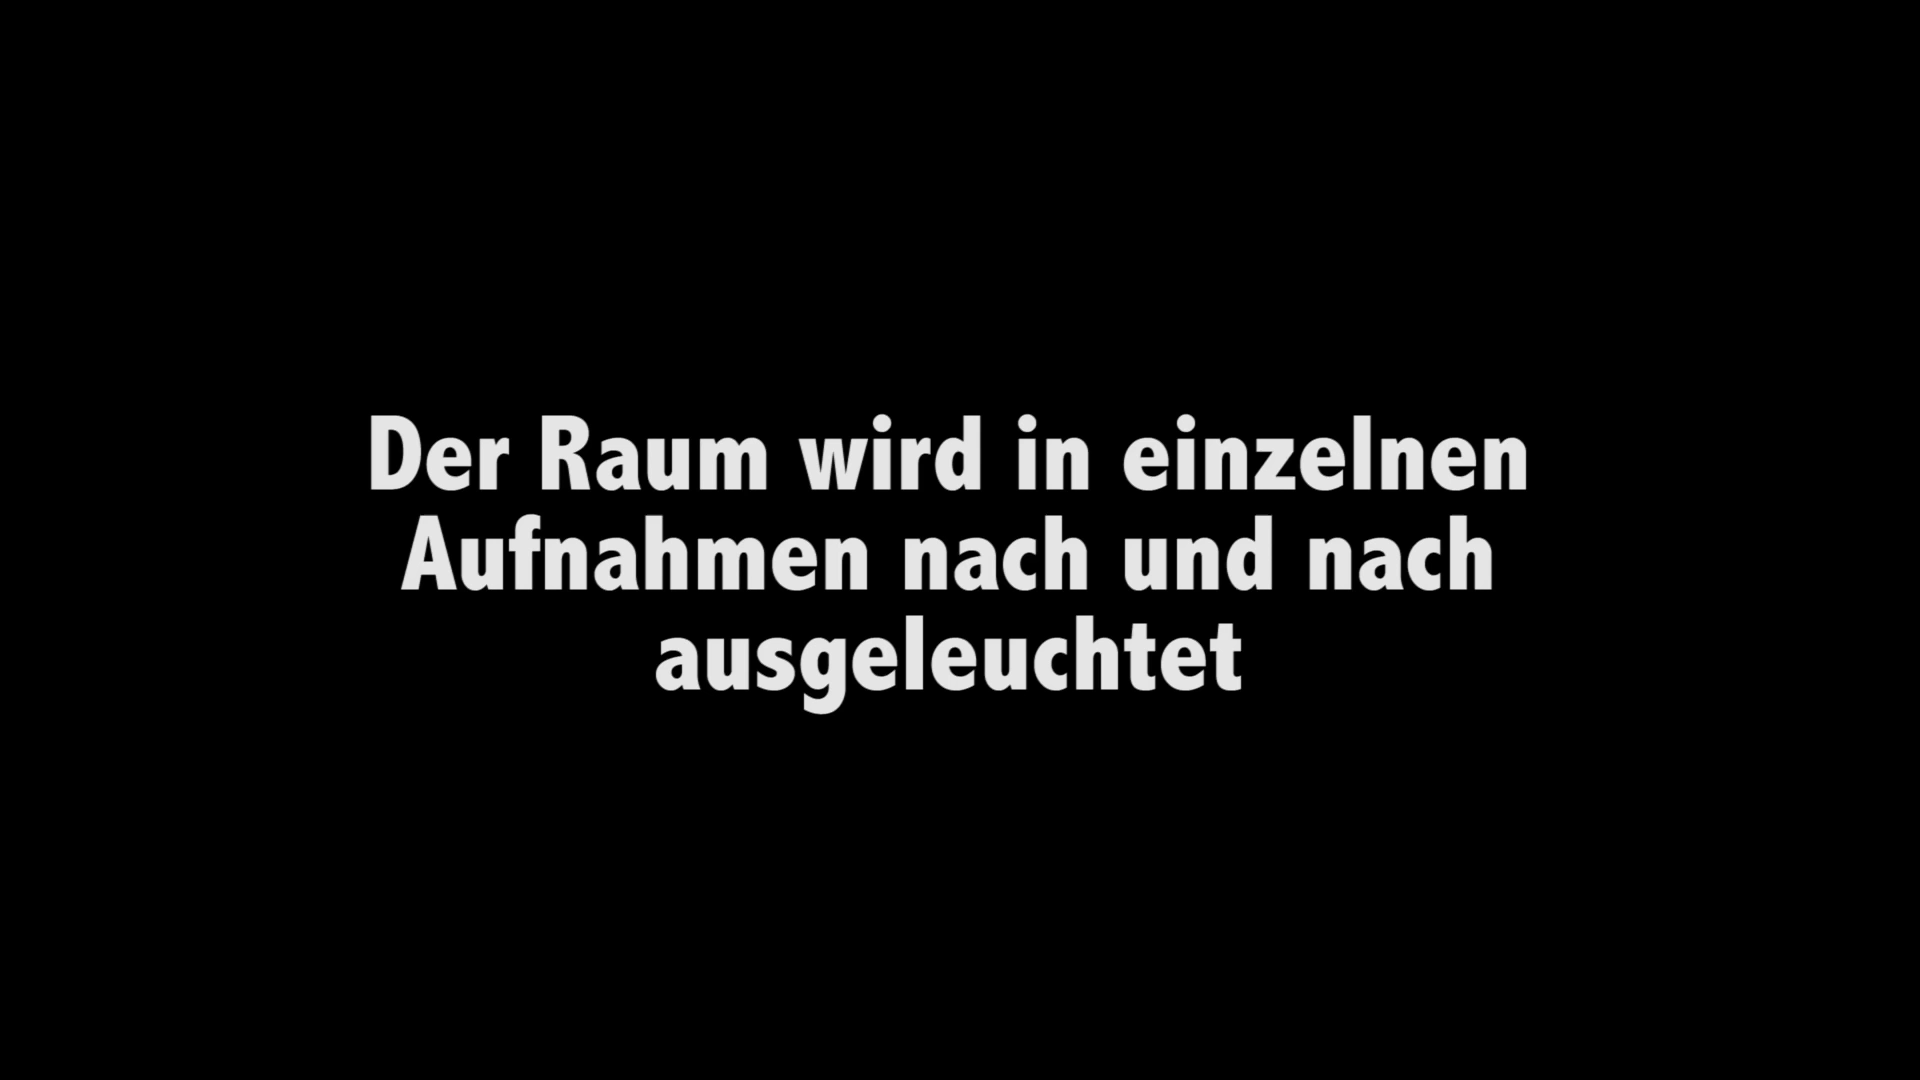 Der Raum wird in einzelnen
Aufnahmen nach und nach
ausgeleuchtet